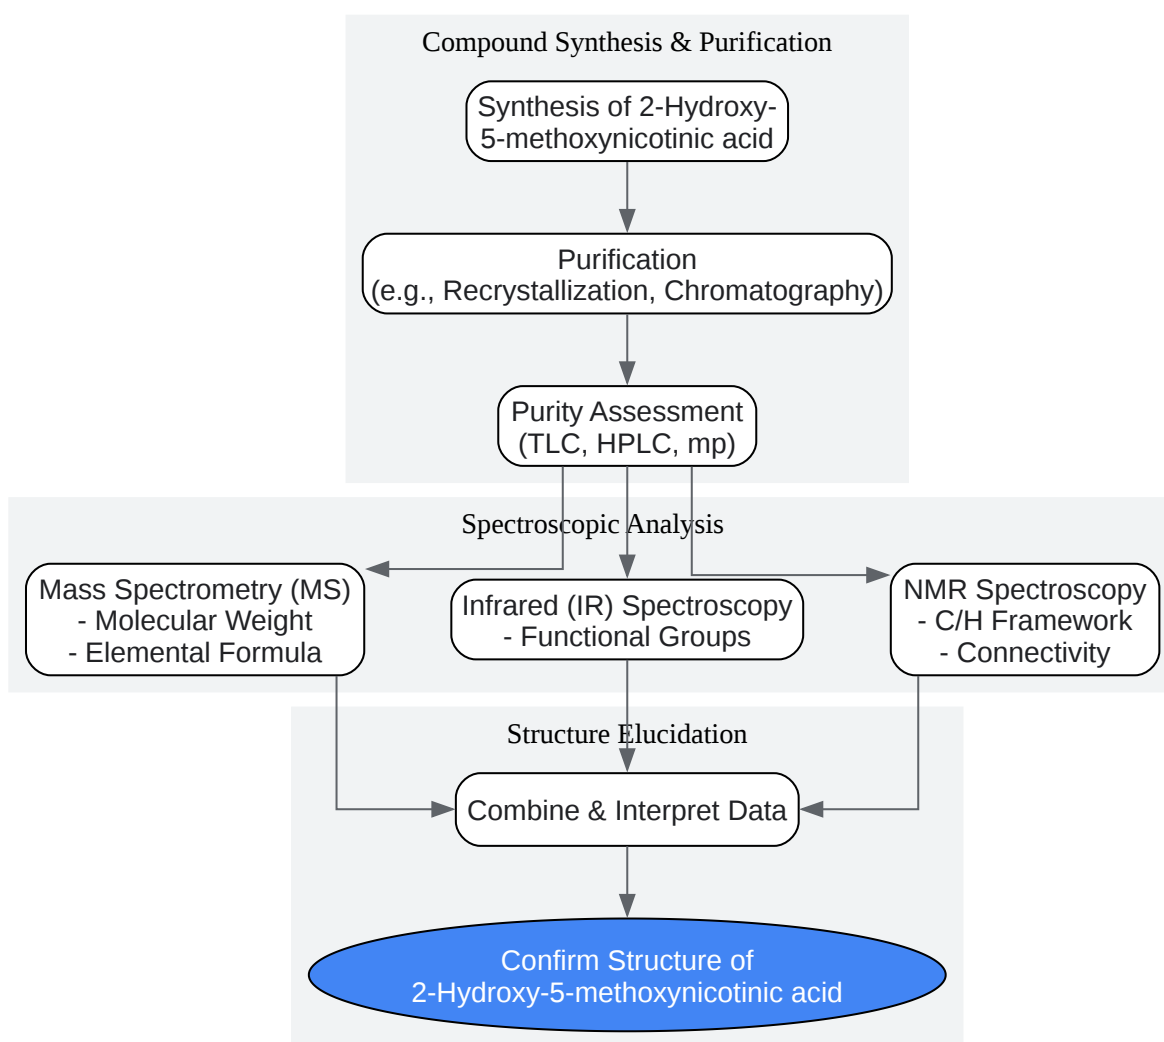 Compound Synthesis & Purification
Synthesis of 2-Hydroxy-
5-methoxynicotinic acid
Purification
(e.g., Recrystallization, Chromatography)
Purity Assessment
(TLC, HPLC, mp)
Spectroscopic Analysis
Mass Spectrometry (MS)
- Molecular Weight
- Elemental Formula
Infrared (IR) Spectroscopy
- Functional Groups
NMR Spectroscopy
- C/H Framework
- Connectivity
Structure Elucidation
Combine & Interpret Data
Confirm Structure of
2-Hydroxy-5-methoxynicotinic acid